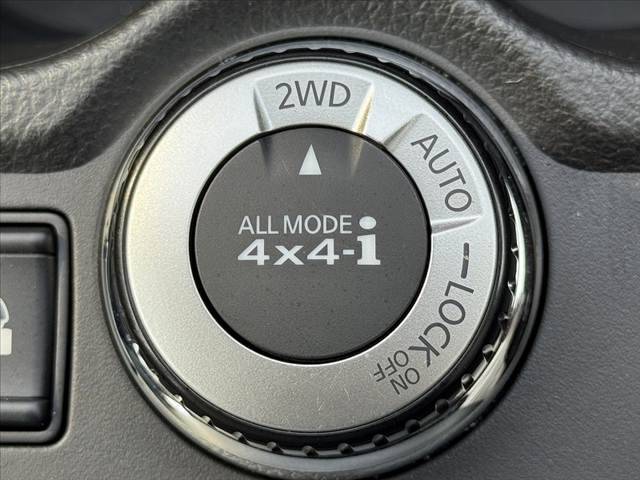 2WD
AUTO
LOCK
ON
OFF
ALL MODE
4x4-i